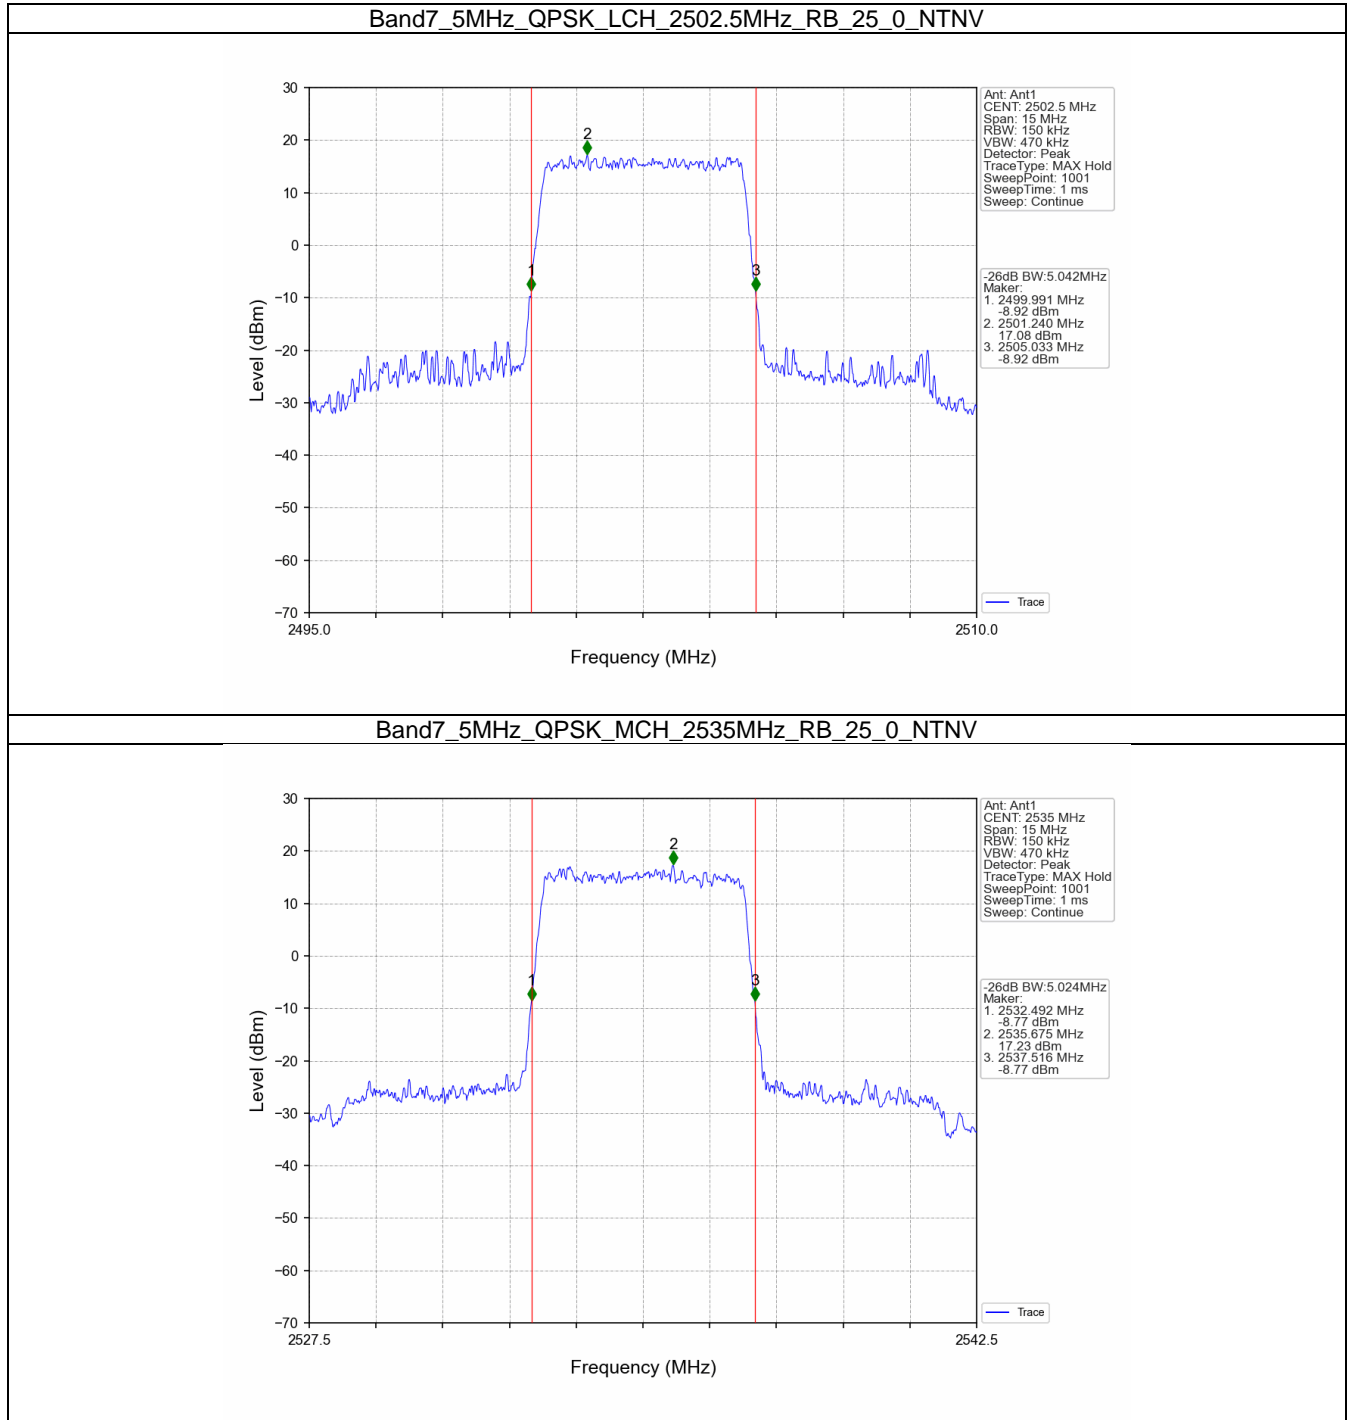 Band7_5MHz_QPSK_LCH_2502.5MHz_RB_25_0_NTNV
30
20
10
0
−10
−20
−30
−40
−50
−60
−70
Level (dBm)
2495.0
2510.0
Frequency (MHz)
1
2
3
Ant: Ant1
CENT: 2502.5 MHz
Span: 15 MHz
RBW: 150 kHz
VBW: 470 kHz
Detector: Peak
TraceType: MAX Hold
SweepPoint: 1001
SweepTime: 1 ms
Sweep: Continue
-26dB BW:5.042MHz
Maker:
1. 2499.991 MHz
-8.92 dBm
2. 2501.240 MHz
17.08 dBm
3. 2505.033 MHz
-8.92 dBm
Trace
Band7_5MHz_QPSK_MCH_2535MHz_RB_25_0_NTNV
30
20
10
0
−10
−20
−30
−40
−50
−60
−70
Level (dBm)
2527.5
2542.5
Frequency (MHz)
1
2
3
Ant: Ant1
CENT: 2535 MHz
Span: 15 MHz
RBW: 150 kHz
VBW: 470 kHz
Detector: Peak
TraceType: MAX Hold
SweepPoint: 1001
SweepTime: 1 ms
Sweep: Continue
-26dB BW:5.024MHz
Maker:
1. 2532.492 MHz
-8.77 dBm
2. 2535.675 MHz
17.23 dBm
3. 2537.516 MHz
-8.77 dBm
Trace